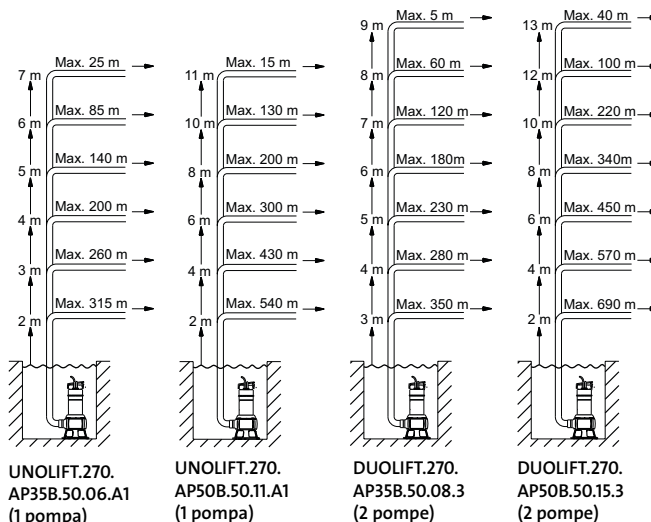 7 m
Max. 25 m
6 m
Max. 85 m
5 m
Max. 140 m
4 m
Max. 200 m
3 m
Max. 260 m
2 m
Max. 315 m
UNOLIFT.270.
AP35B.50.06.A1
(1 pompa)
11 m
Max. 15 m
10 m
Max. 130 m
8 m
Max. 200 m
6 m
Max. 300 m
4 m
Max. 430 m
2 m
Max. 540 m
UNOLIFT.270.
AP50B.50.11.A1
(1 pompa)
9 m
Max. 5 m
8 m
Max. 60 m
7 m
Max. 120 m
6 m
Max. 180m
5 m
Max. 230 m
4 m
Max. 280 m
3 m
Max. 350 m
DUOLIFT.270.
AP35B.50.08.3
(2 pompe)
13 m
Max. 40 m
12 m
Max. 100 m
10 m
Max. 220 m
8 m
Max. 340m
6 m
Max. 450 m
4 m
Max. 570 m
2 m
Max. 690 m
DUOLIFT.270.
AP50B.50.15.3
(2 pompe)